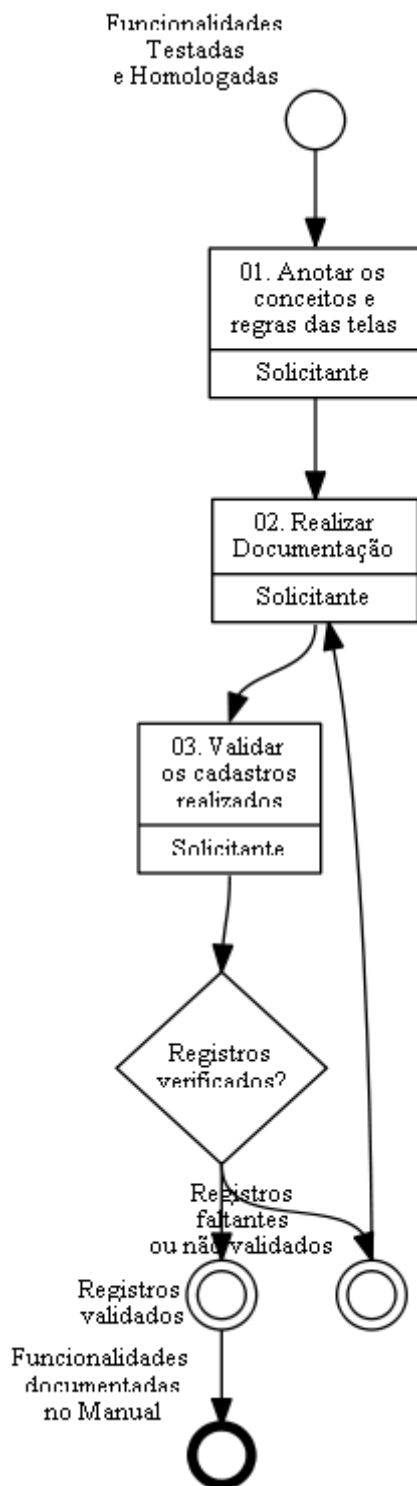 Funcionalidades
Testadas
e Homologadas
01. Anotar os
conceitos e
regras das telas
Solicitante
02. Realizar
Documentação
Solicitante
03. Validar
os cadastros
realizados
Solicitante
Registros
verificados?
Registros
faltantes
ou não validados
Registros
validados
Funcionalidades
documentadas
no Manual